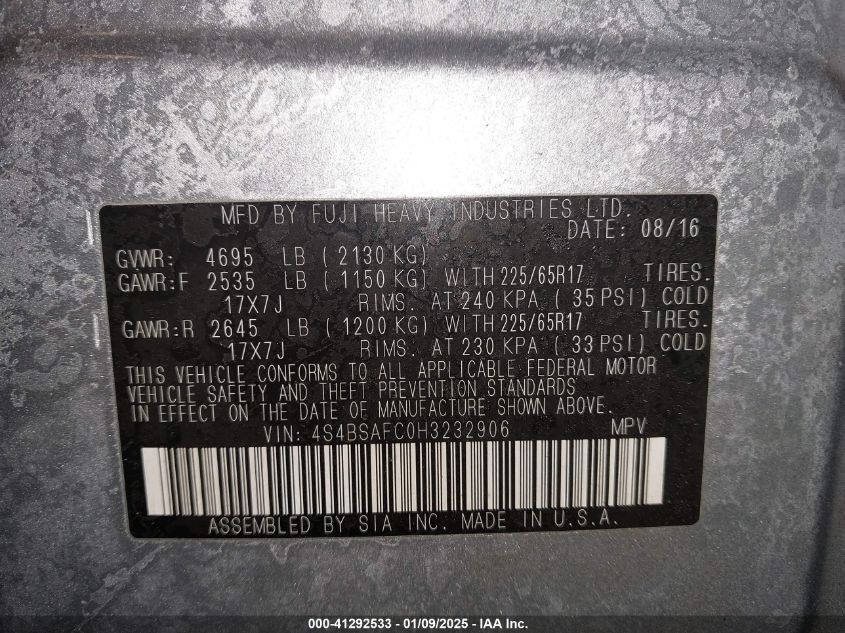 MFD BY FUJI HEAVY INDUSTRIES LTD.
DATE: 08/16
GVWR: 4695 LB ( 2130 KG)
GAWR:F 2535 LB ( 1150 KG) WITH 225/65R17 TIRES.
17X7J RIMS. AT 240 KPA ( 35 PSI) COLD
GAWR:R 2645 LB ( 1200 KG) WITH 225/65R17 TIRES.
17X7J RIMS. AT 230 KPA ( 33 PSI) COLD
THIS VEHICLE CONFORMS TO ALL APPLICABLE FEDERAL MOTOR
VEHICLE SAFETY AND THEFT PREVENTION STANDARDS
IN EFFECT ON THE DATE OF MANUFACTURE SHOWN ABOVE.
VIN: 4S4BSAFC0H3232906 MPV
ASSEMBLED BY SIA INC. MADE IN U.S.A.
000-41292533 - 01/09/2025 - IAA Inc.